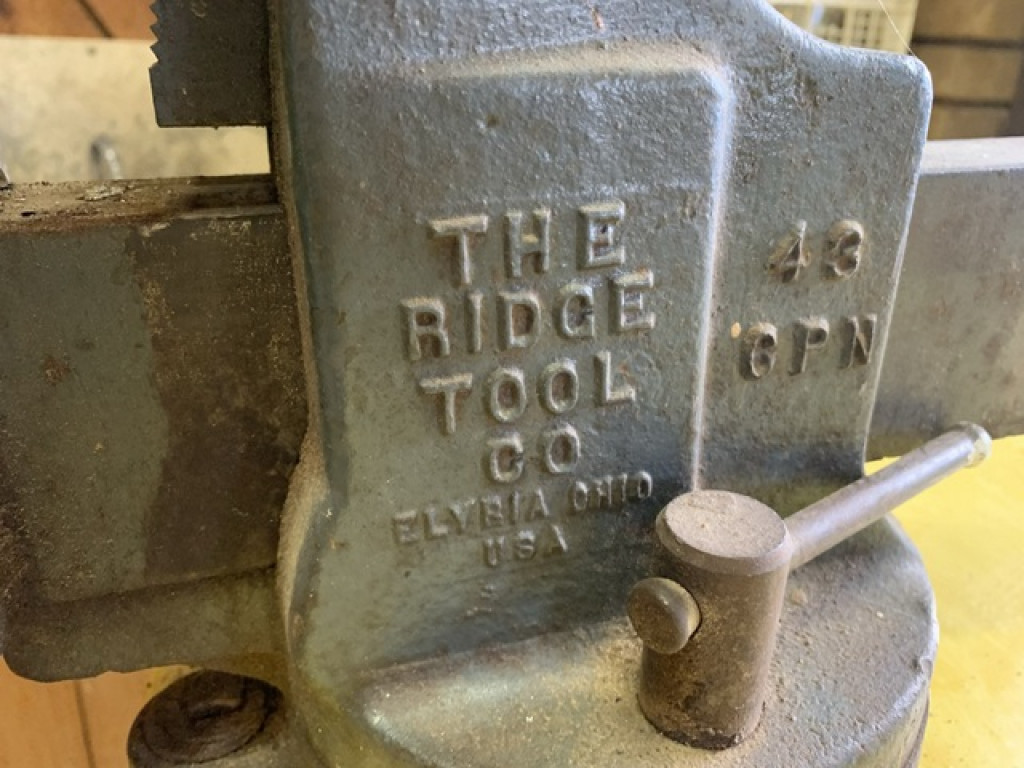 THE
RIDGE
TOOL
CO
ELYRIA OHIO
USA
43
6PN